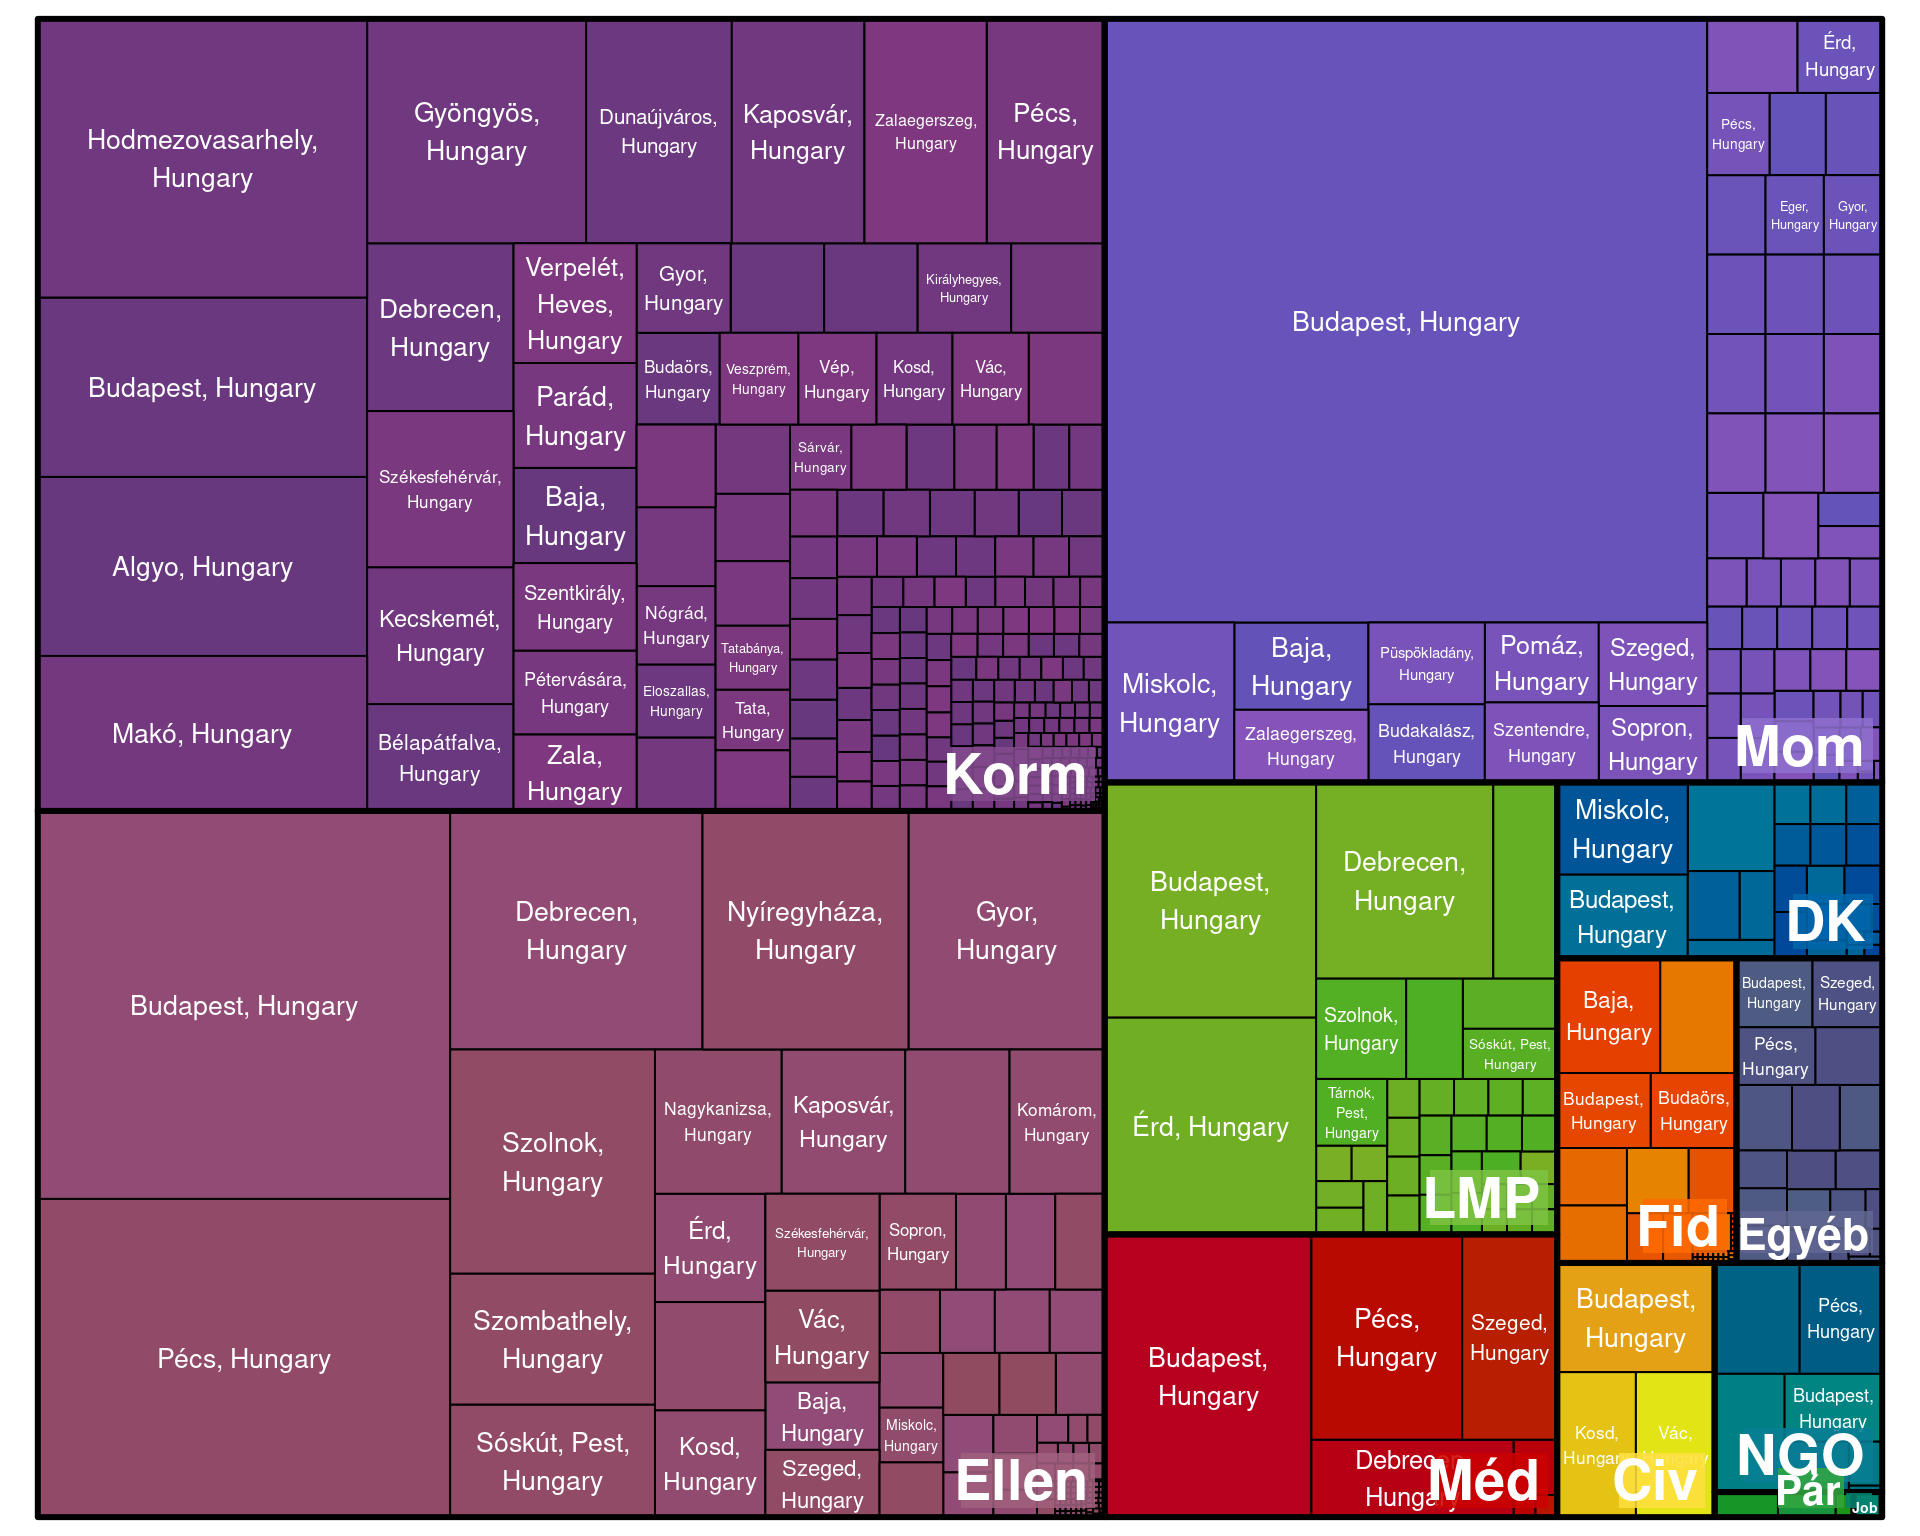 Hodmezovasarhely,
Hungary
Budapest, Hungary
Algyo, Hungary
Makó, Hungary
Gyöngyös,
Hungary
Dunaújváros,
Hungary
Kaposvár,
Hungary
Zalaegerszeg,
Hungary
Pécs,
Hungary
Debrecen,
Hungary
Székesfehérvár,
Hungary
Kecskemét,
Hungary
Bélapátfalva,
Hungary
Verpelét,
Heves,
Hungary
Parád,
Hungary
Baja,
Hungary
Szentkirály,
Hungary
Pétervására,
Hungary
Zala,
Hungary
Gyor,
Hungary
Királyhegyes,
Hungary
Budaörs,
Hungary
Veszprém,
Hungary
Vép,
Hungary
Kosd,
Hungary
Vác,
Hungary
Sárvár,
Hungary
Nógrád,
Hungary
Eloszallas,
Hungary
Tatabánya,
Hungary
Tata,
Hungary
Korm
Budapest, Hungary
Érd,
Hungary
Pécs,
Hungary
Eger,
Hungary
Gyor,
Hungary
Miskolc,
Hungary
Baja,
Hungary
Zalaegerszeg,
Hungary
Püspökladány,
Hungary
Budakalász,
Hungary
Pomáz,
Hungary
Szentendre,
Hungary
Szeged,
Hungary
Sopron,
Hungary
Mom
Budapest, Hungary
Pécs, Hungary
Debrecen,
Hungary
Nyíregyháza,
Hungary
Gyor,
Hungary
Szolnok,
Hungary
Szombathely,
Hungary
Sóskút, Pest,
Hungary
Nagykanizsa,
Hungary
Kaposvár,
Hungary
Komárom,
Hungary
Érd,
Hungary
Kosd,
Hungary
Székesfehérvár,
Hungary
Vác,
Hungary
Baja,
Hungary
Szeged,
Hungary
Sopron,
Hungary
Miskolc,
Hungary
Ellen
Budapest,
Hungary
Érd, Hungary
Debrecen,
Hungary
Szolnok,
Hungary
Sóskút, Pest,
Hungary
Tárnok,
Pest,
Hungary
LMP
Budapest,
Hungary
Pécs,
Hungary
Szeged,
Hungary
Debrecen,
Hungary
Méd
Miskolc,
Hungary
Budapest,
Hungary
DK
Baja,
Hungary
Budapest,
Hungary
Budaörs,
Hungary
Fid
Budapest,
Hungary
Szeged,
Hungary
Pécs,
Hungary
Egyéb
Budapest,
Hungary
Kosd,
Hungary
Vác,
Hungary
Civ
Pécs,
Hungary
Budapest,
Hungary
NGO
Pár
Job